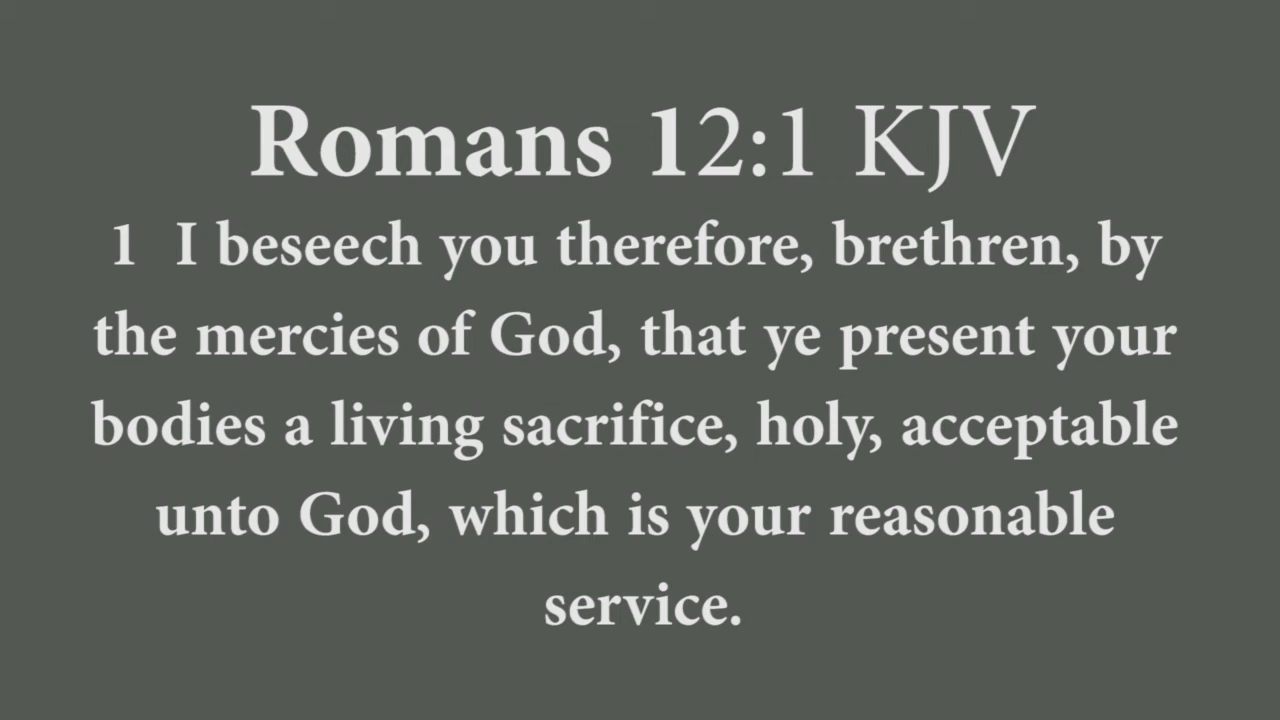 Romans 12:1 KJV
1 I beseech you therefore, brethren, by
the mercies of God, that ye present your
bodies a living sacrifice, holy, acceptable
unto God, which is your reasonable
service.